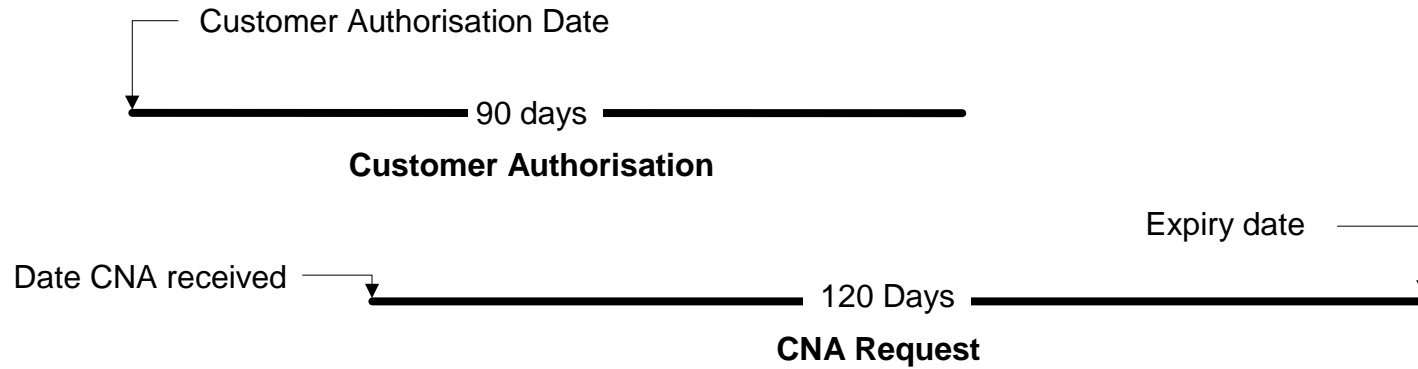 Customer Authorisation Date
90 days
Customer Authorisation
Expiry date
Date CNA received
120 Days
CNA Request